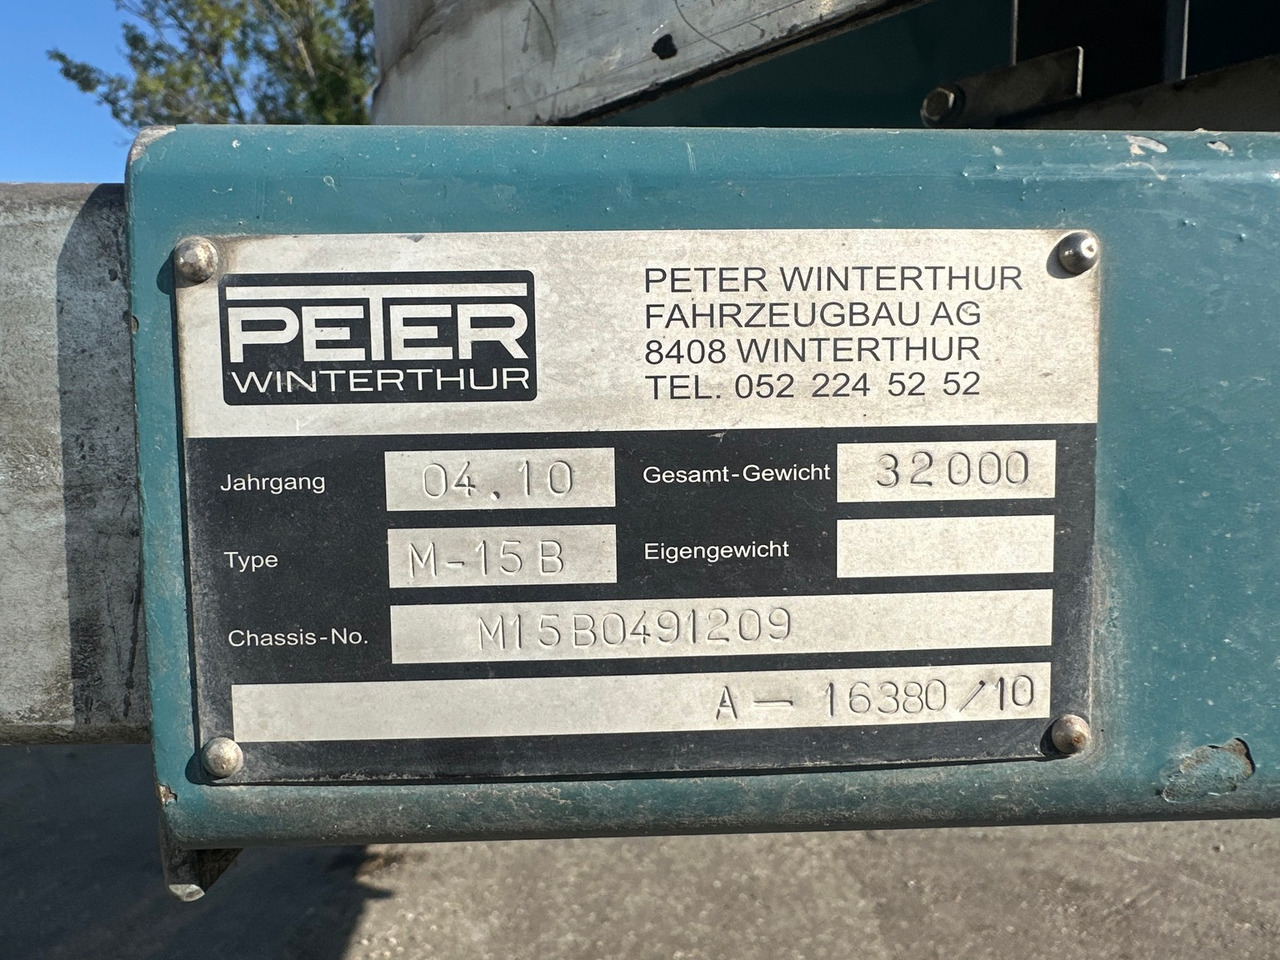 PETER
WINTERTHUR
PETER WINTERTHUR
FAHRZEUGBAU AG
8408 WINTERTHUR
TEL. 052 224 52 52
Jahrgang 04.10 Gesamt-Gewicht 32000
Type M-15B Eigengewicht
Chassis-No. M15B0491209
A - 16380/10